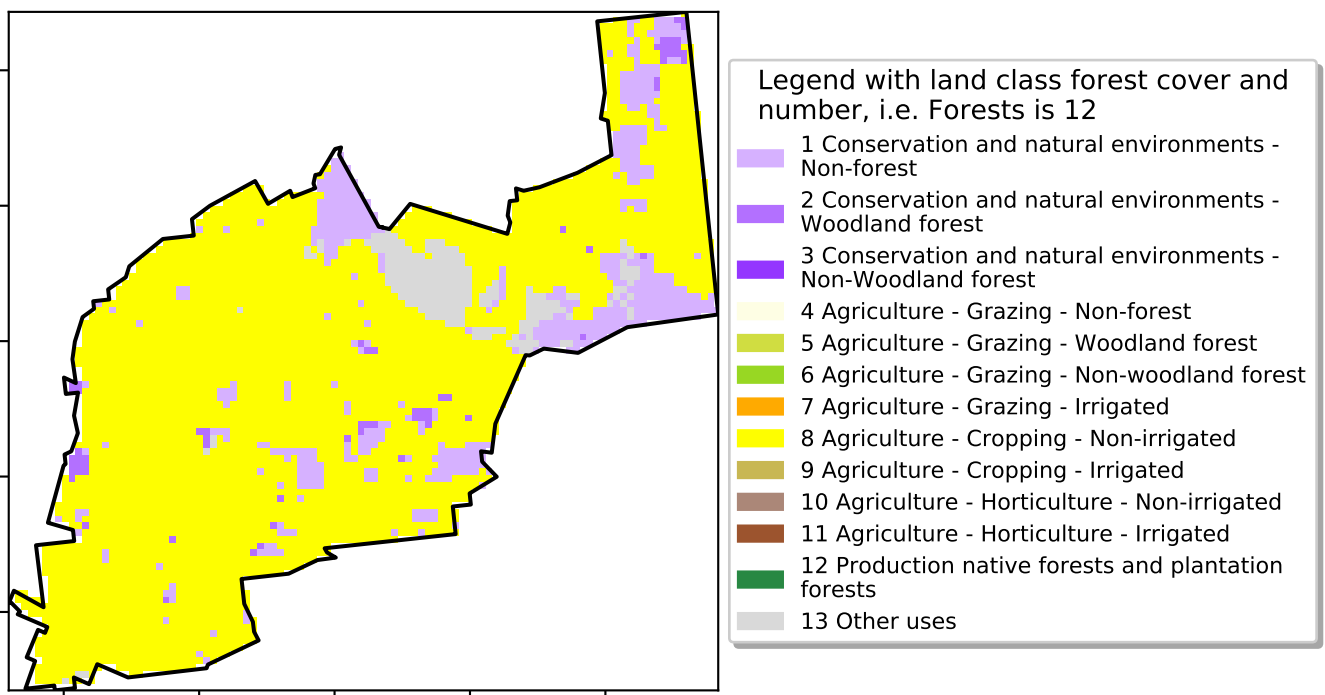 Legend with land class forest cover and
number, i.e. Forests is 12
1 Conservation and natural environments -
Non-forest
2 Conservation and natural environments -
Woodland forest
3 Conservation and natural environments -
Non-Woodland forest
4 Agriculture - Grazing - Non-forest
5 Agriculture - Grazing - Woodland forest
6 Agriculture - Grazing - Non-woodland forest
7 Agriculture - Grazing - Irrigated
8 Agriculture - Cropping - Non-irrigated
9 Agriculture - Cropping - Irrigated
10 Agriculture - Horticulture - Non-irrigated
11 Agriculture - Horticulture - Irrigated
12 Production native forests and plantation
forests
13 Other uses